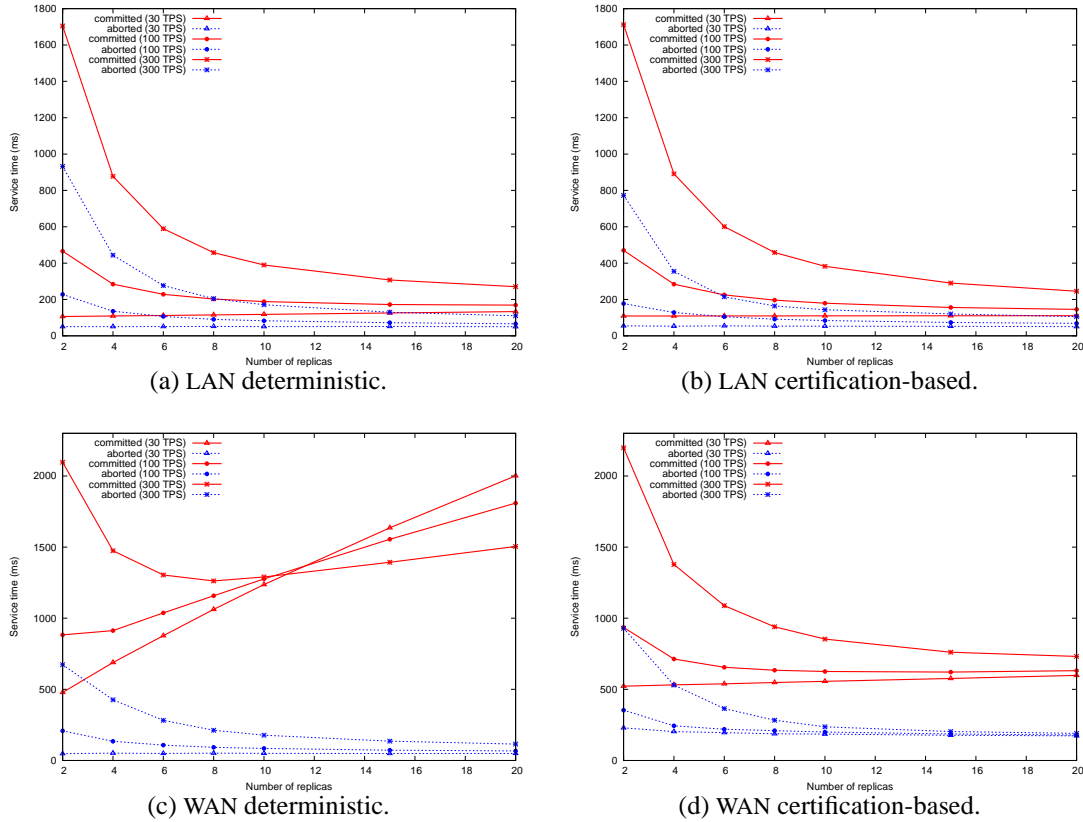 1800
1600
1400
1200
1000
800
600
400
200
0
Service time (ms)
committed (30 TPS)
aborted (30 TPS)
committed (100 TPS)
aborted (100 TPS)
committed (300 TPS)
aborted (300 TPS)
2 4 6 8 10 12 14 16 18 20
Number of replicas
(a) LAN deterministic.
1800
1600
1400
1200
1000
800
600
400
200
0
Service time (ms)
committed (30 TPS)
aborted (30 TPS)
committed (100 TPS)
aborted (100 TPS)
committed (300 TPS)
aborted (300 TPS)
2 4 6 8 10 12 14 16 18 20
Number of replicas
(b) LAN certification-based.
2000
1500
1000
500
0
Service time (ms)
committed (30 TPS)
aborted (30 TPS)
committed (100 TPS)
aborted (100 TPS)
committed (300 TPS)
aborted (300 TPS)
2 4 6 8 10 12 14 16 18 20
Number of replicas
(c) WAN deterministic.
2000
1500
1000
500
0
Service time (ms)
committed (30 TPS)
aborted (30 TPS)
committed (100 TPS)
aborted (100 TPS)
committed (300 TPS)
aborted (300 TPS)
2 4 6 8 10 12 14 16 18 20
Number of replicas
(d) WAN certification-based.